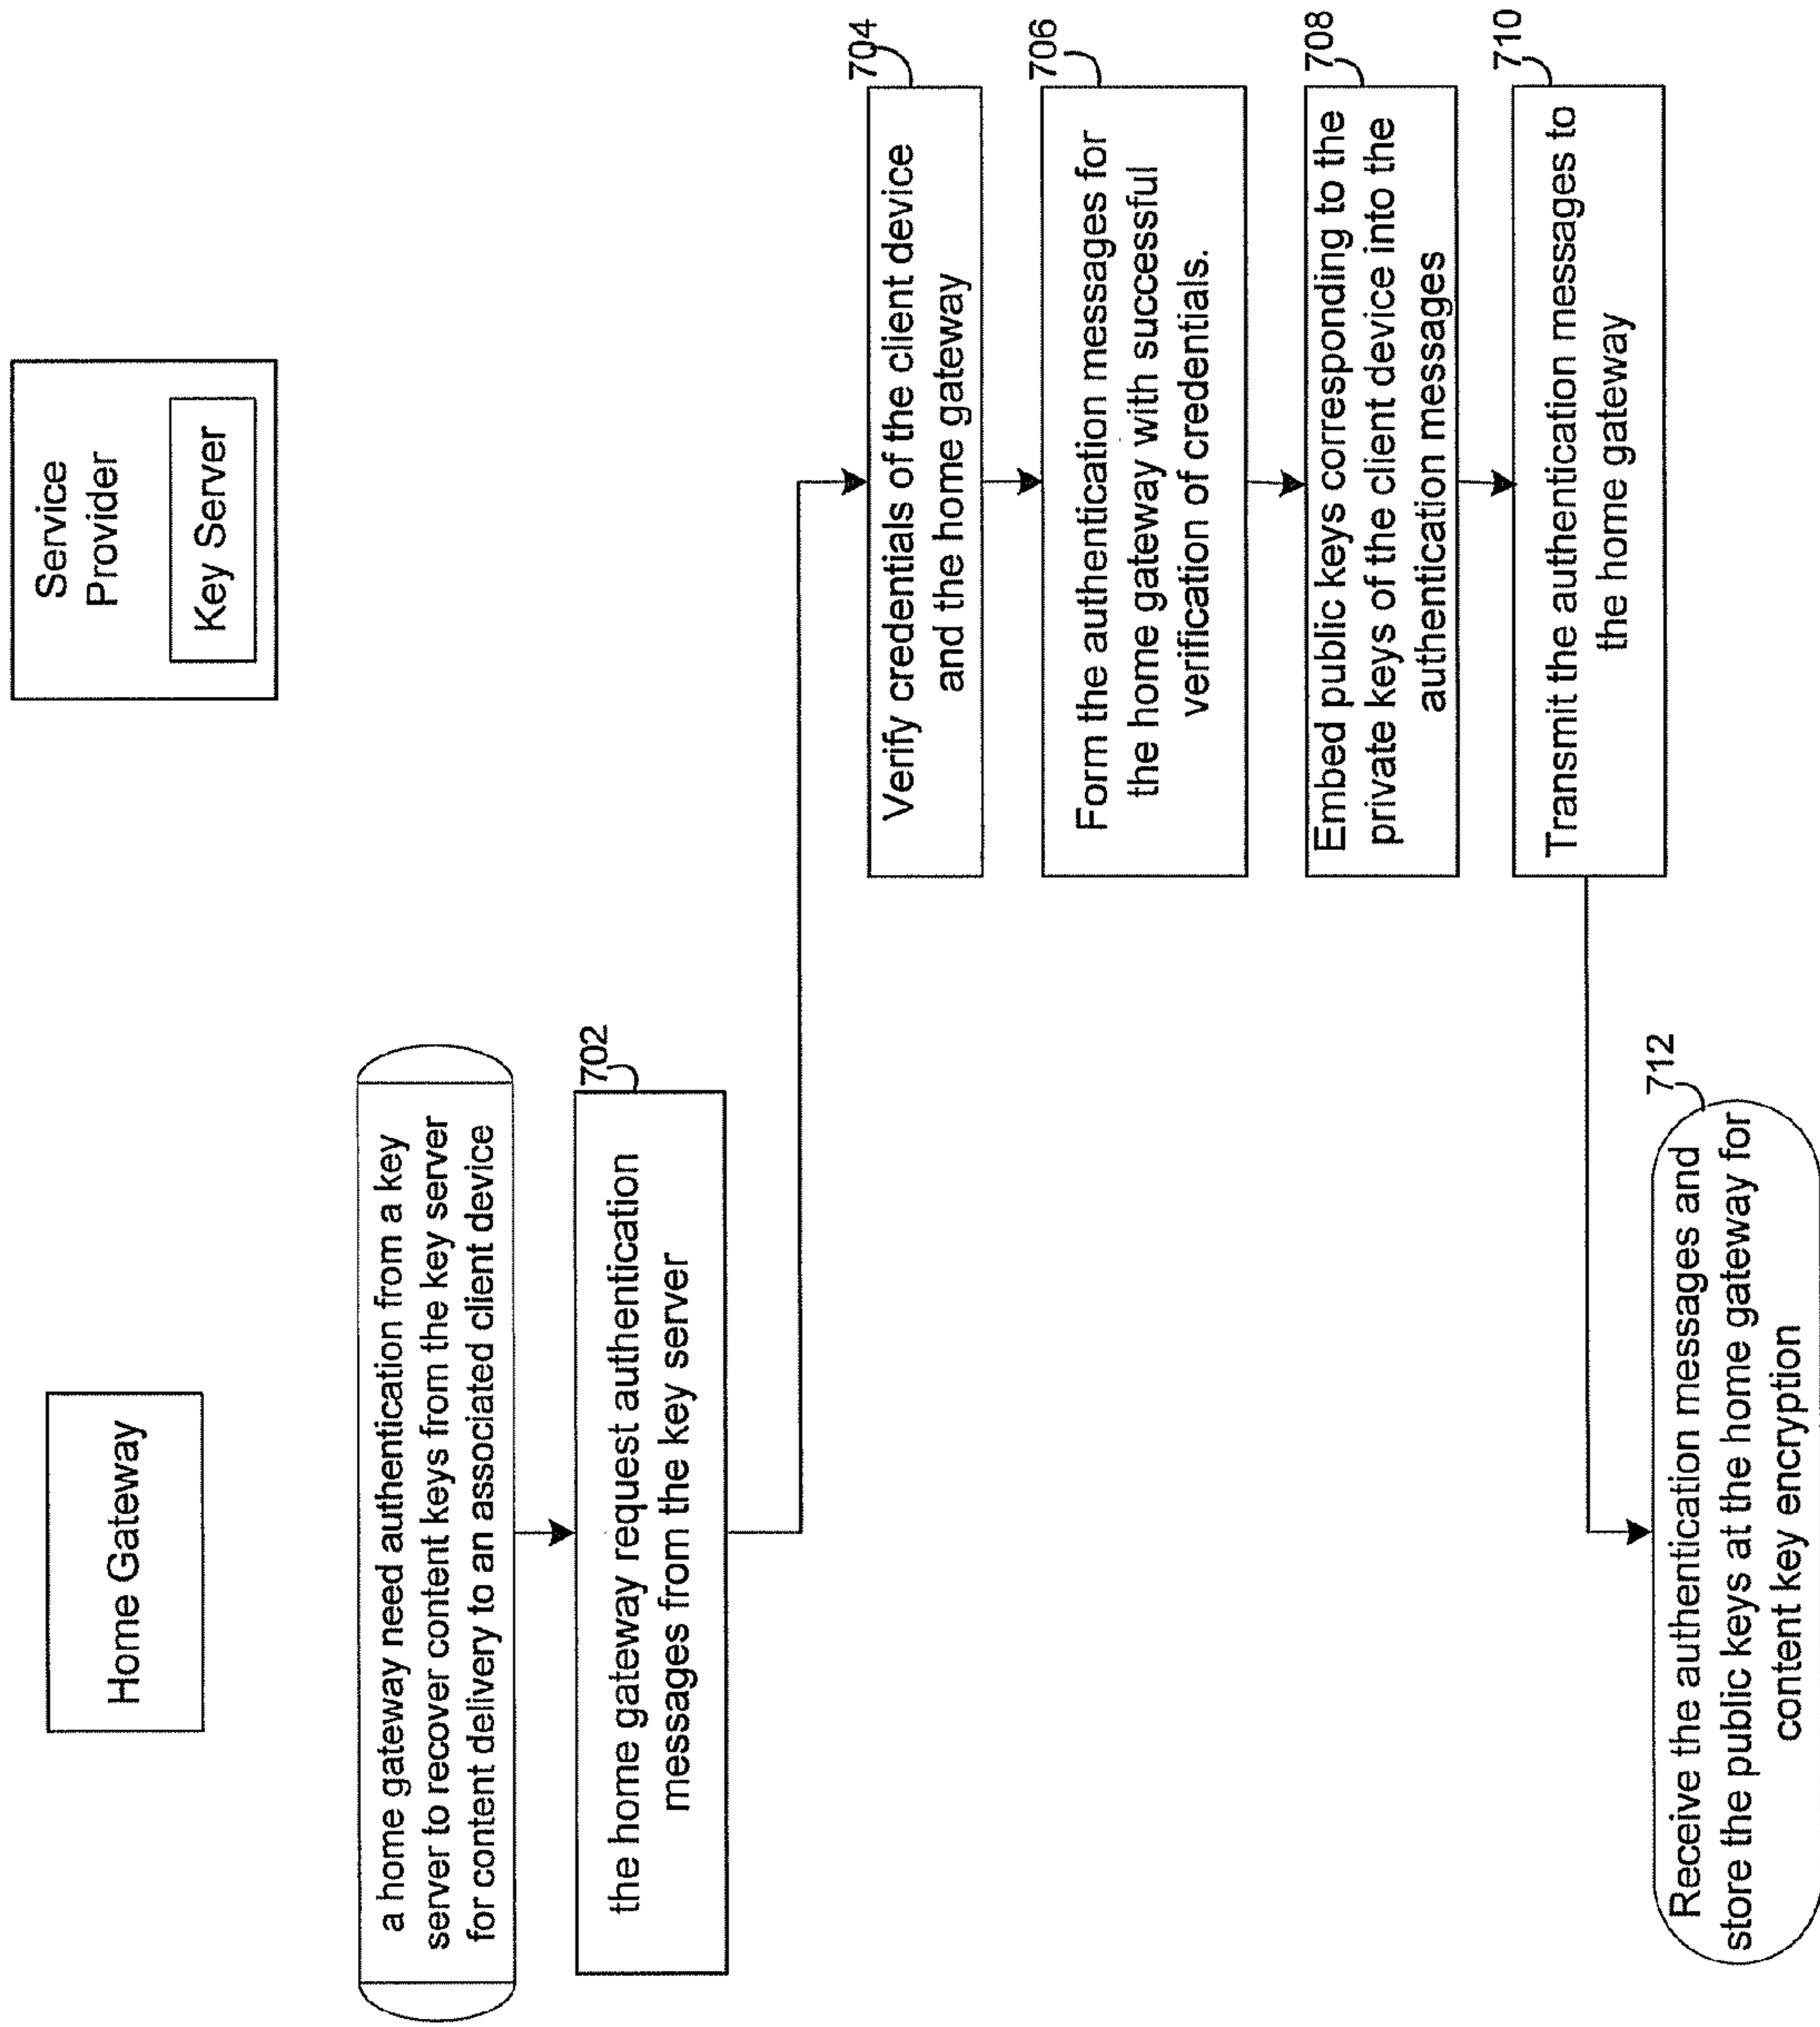 Home Gateway
Service
Provider
Key Server
a home gateway need authentication from a key
server to recover content keys from the key server
for content delivery to an associated client device
702
the home gateway request authentication
messages from the key server
704
Verify credentials of the client device
and the home gateway
706
Form the authentication messages for
the home gateway with successful
verification of credentials.
708
Embed public keys corresponding to the
private keys of the client device into the
authentication messages
710
Transmit the authentication messages to
the home gateway
712
Receive the authentication messages and
store the public keys at the home gateway for
content key encryption